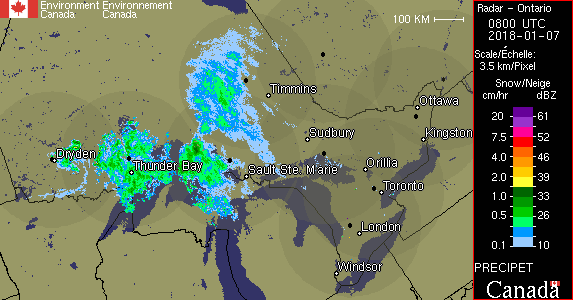 Environment Environnement
Canada Canada
100 KM
Timmins
Ottawa
Sudbury
Kingston
Dryden
Thunder Bay
Sault Ste. Marie
Orillia
Toronto
London
Windsor
Radar - Ontario
0800 UTC
2018-01-07
Scale/Échelle:
3.5 km/Pixel
Snow/Neige
cm/hr dBZ
20 61
7.5 57
5.0 52
4.0 46
2.0 39
1.0 33
0.5 26
0.1 10
PRECIPET
Canada